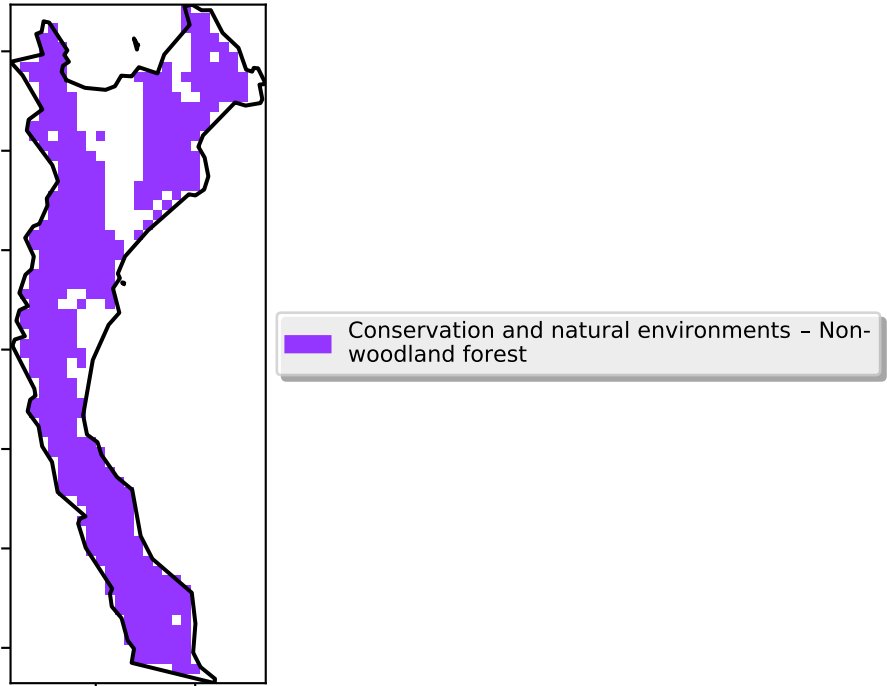 Conservation and natural environments – Non-
woodland forest